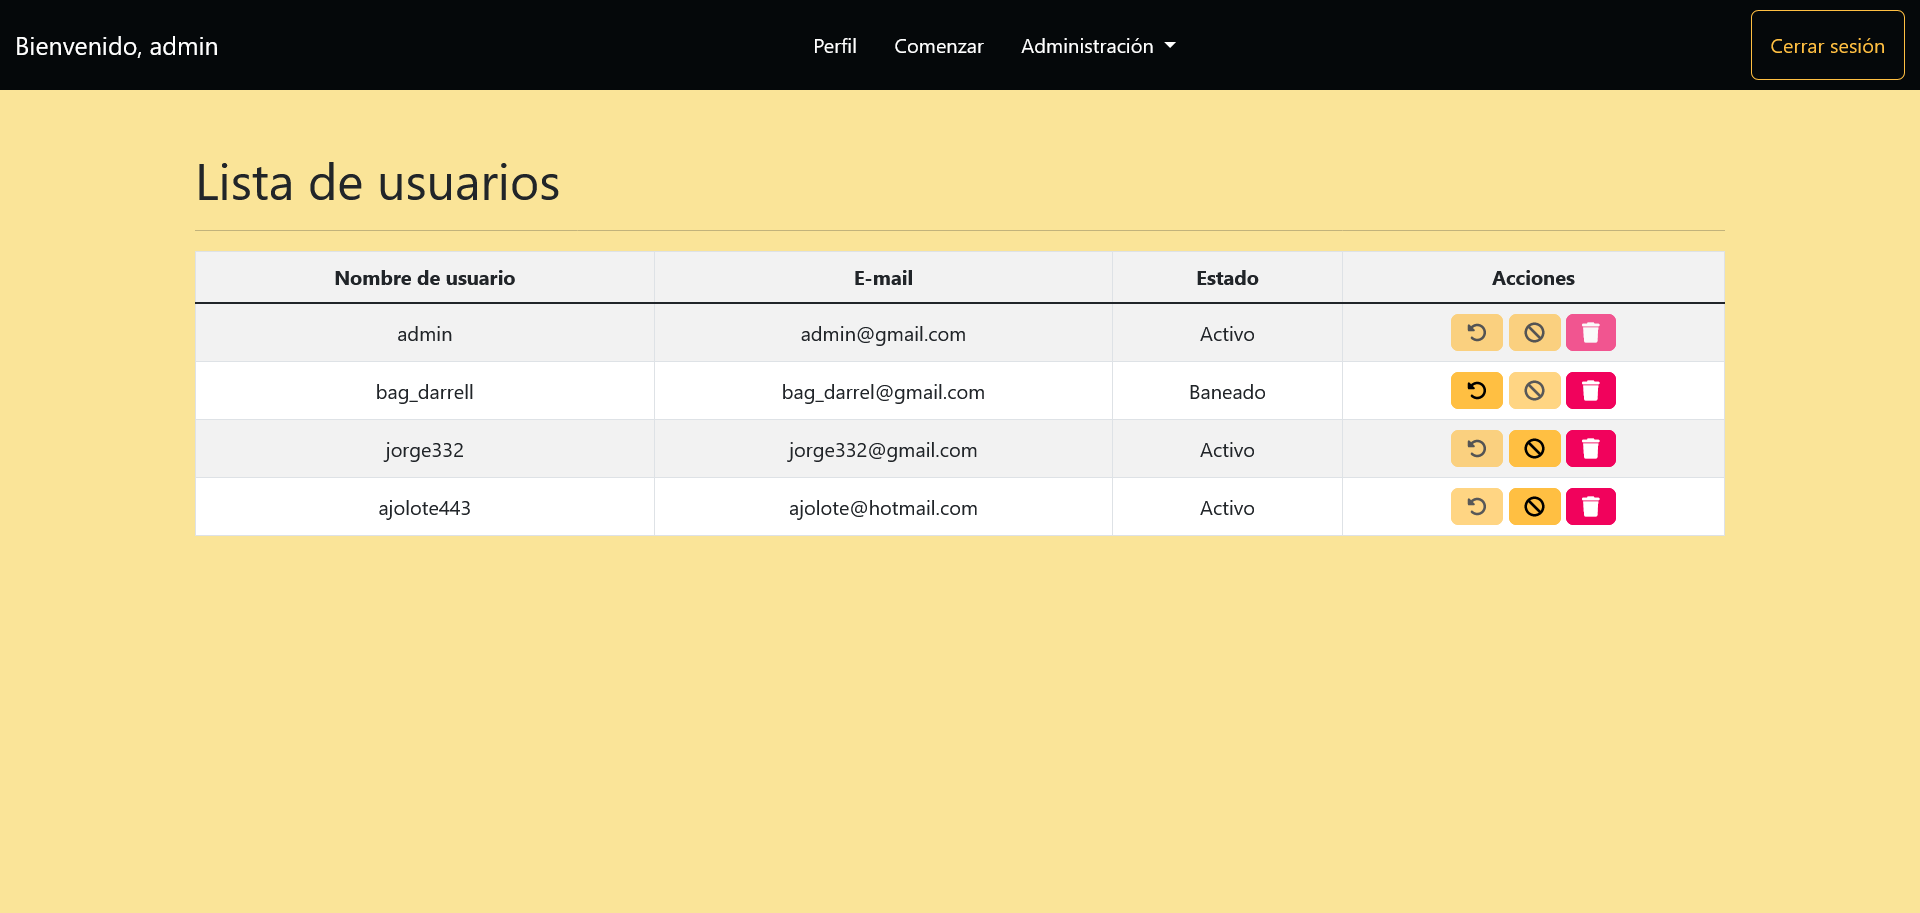 Bienvenido, admin
Perfil Comenzar Administración
Cerrar sesión
Lista de usuarios
Nombre de usuario E-mail Estado Acciones
admin admin@gmail.com Activo
bag_darrell bag_darrel@gmail.com Baneado
jorge332 jorge332@gmail.com Activo
ajolote443 ajolote@hotmail.com Activo